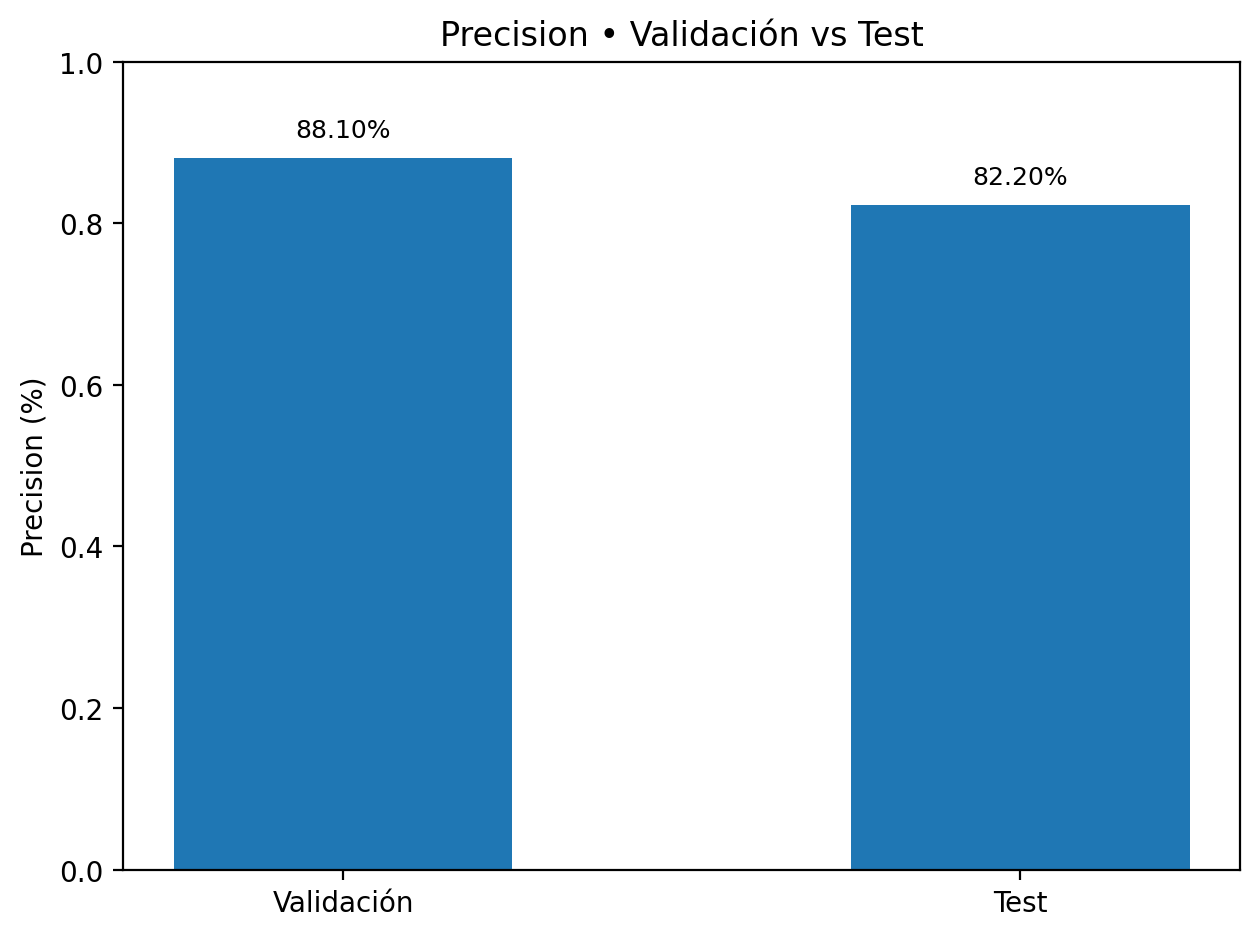 Precision • Validación vs Test
1.0
0.8
0.6
0.4
0.2
0.0
Precision (%)
88.10%
82.20%
Validación
Test